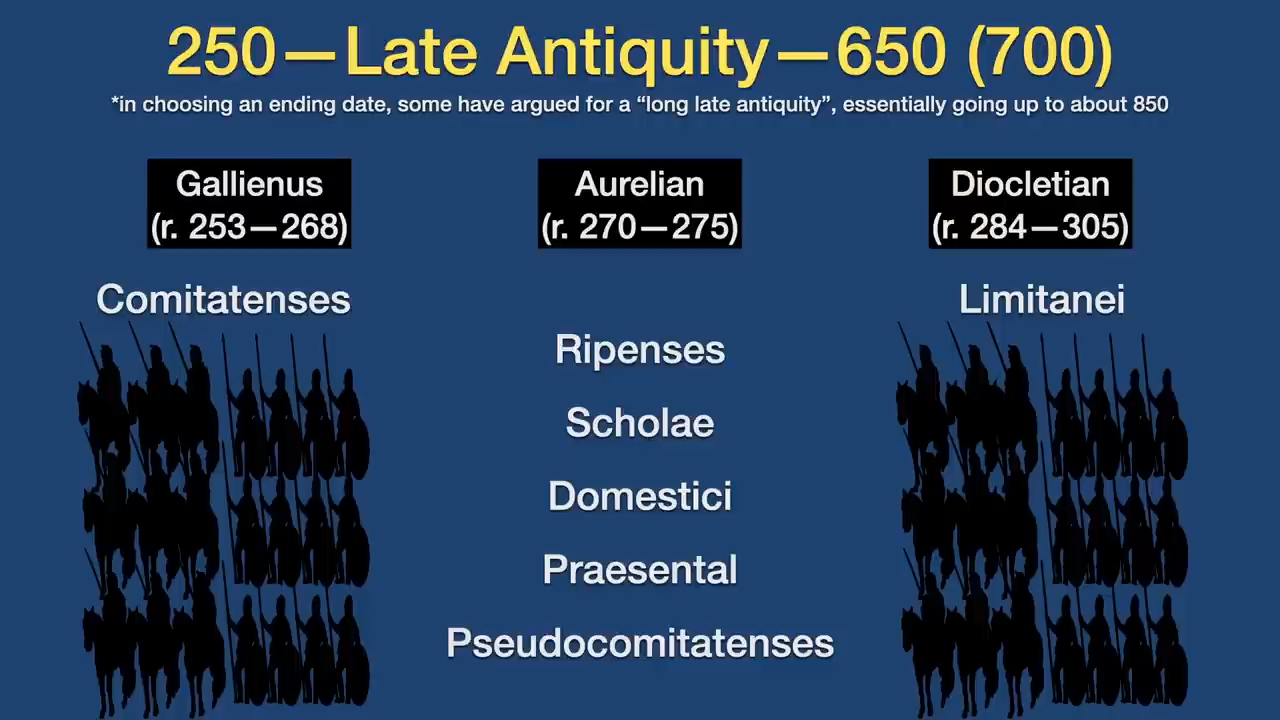 250—Late Antiquity—650 (700)
*in choosing an ending date, some have argued for a “long late antiquity”, essentially going up to about 850
Gallienus
(r. 253—268)
Aurelian
(r. 270—275)
Diocletian
(r. 284—305)
Comitatenses
Limitanei
Ripenses
Scholae
Domestici
Praesental
Pseudocomitatenses